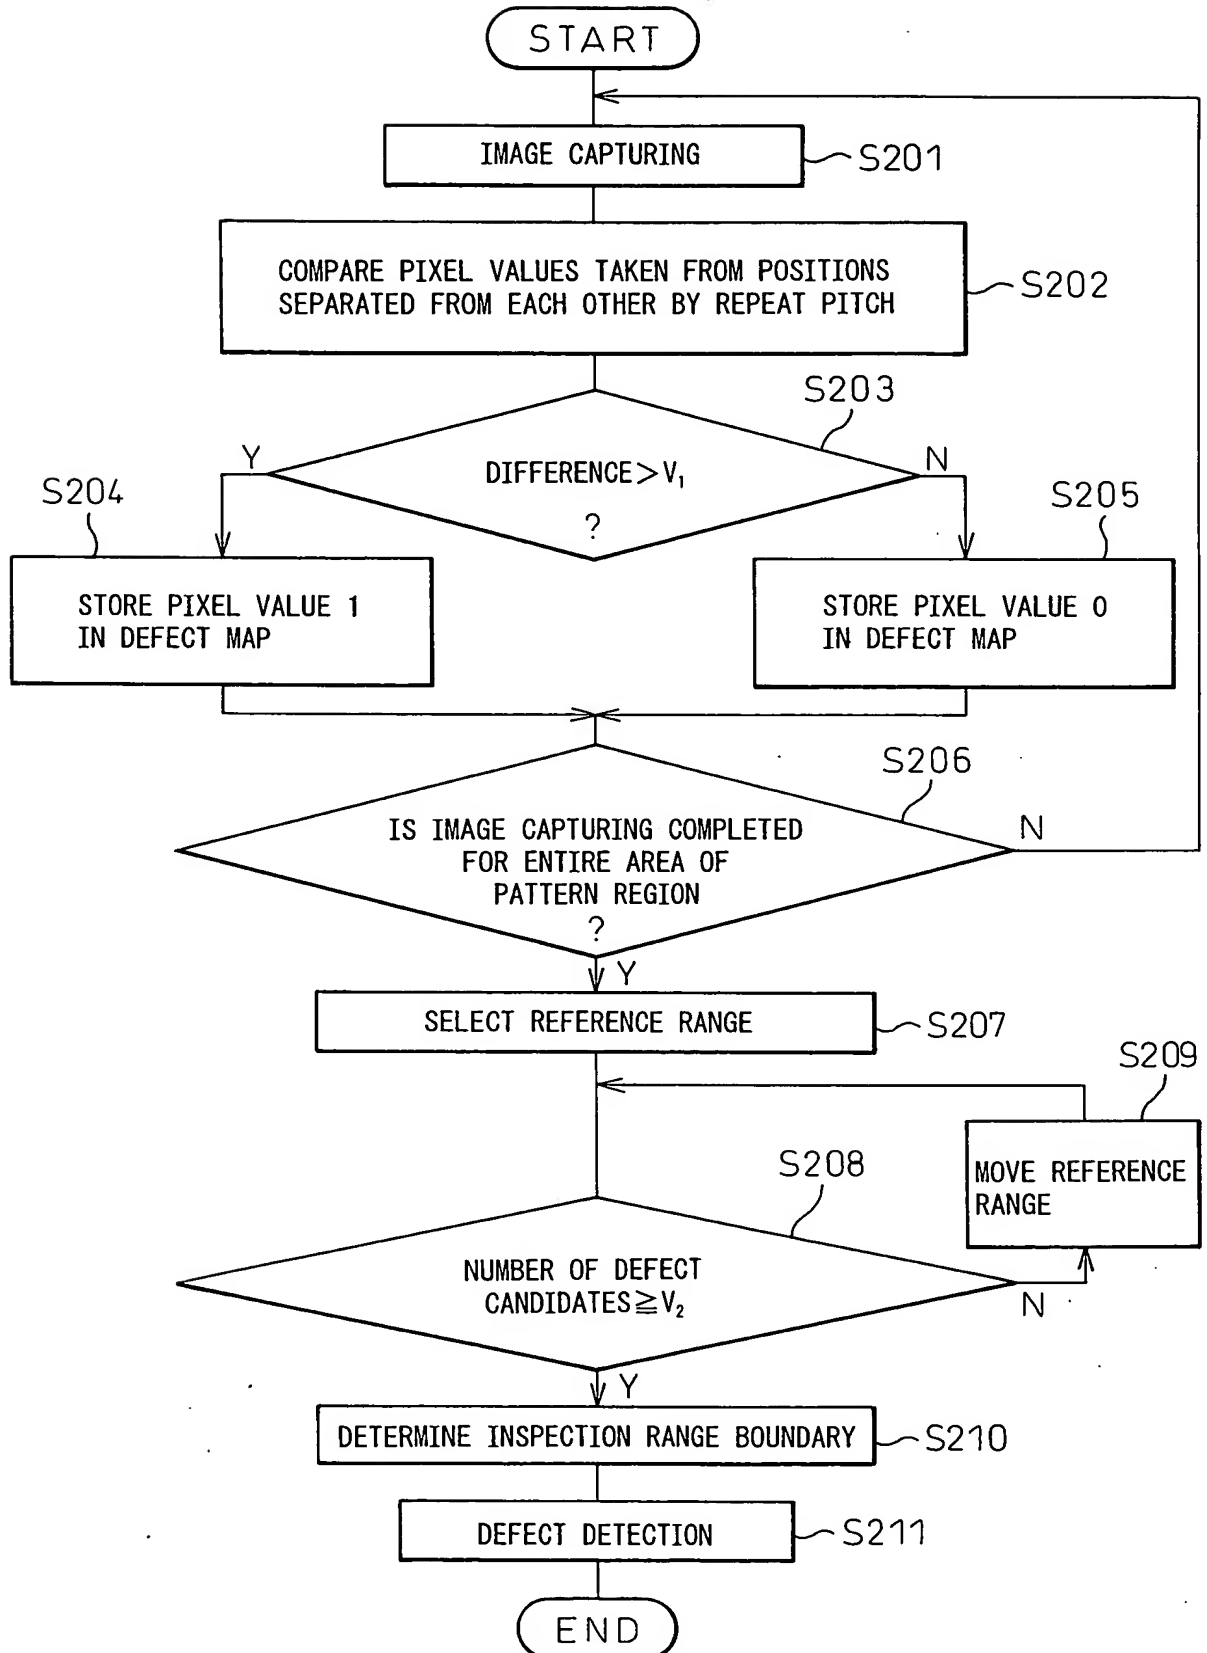 START
IMAGE CAPTURING
S201
COMPARE PIXEL VALUES TAKEN FROM POSITIONS
SEPARATED FROM EACH OTHER BY REPEAT PITCH
S202
S203
DIFFERENCE>V₁
?
Y
N
S204
STORE PIXEL VALUE 1
IN DEFECT MAP
S205
STORE PIXEL VALUE 0
IN DEFECT MAP
S206
IS IMAGE CAPTURING COMPLETED
FOR ENTIRE AREA OF
PATTERN REGION
?
N
Y
SELECT REFERENCE RANGE
S207
S209
MOVE REFERENCE
RANGE
S208
NUMBER OF DEFECT
CANDIDATES≧V₂
N
Y
DETERMINE INSPECTION RANGE BOUNDARY
S210
DEFECT DETECTION
S211
END